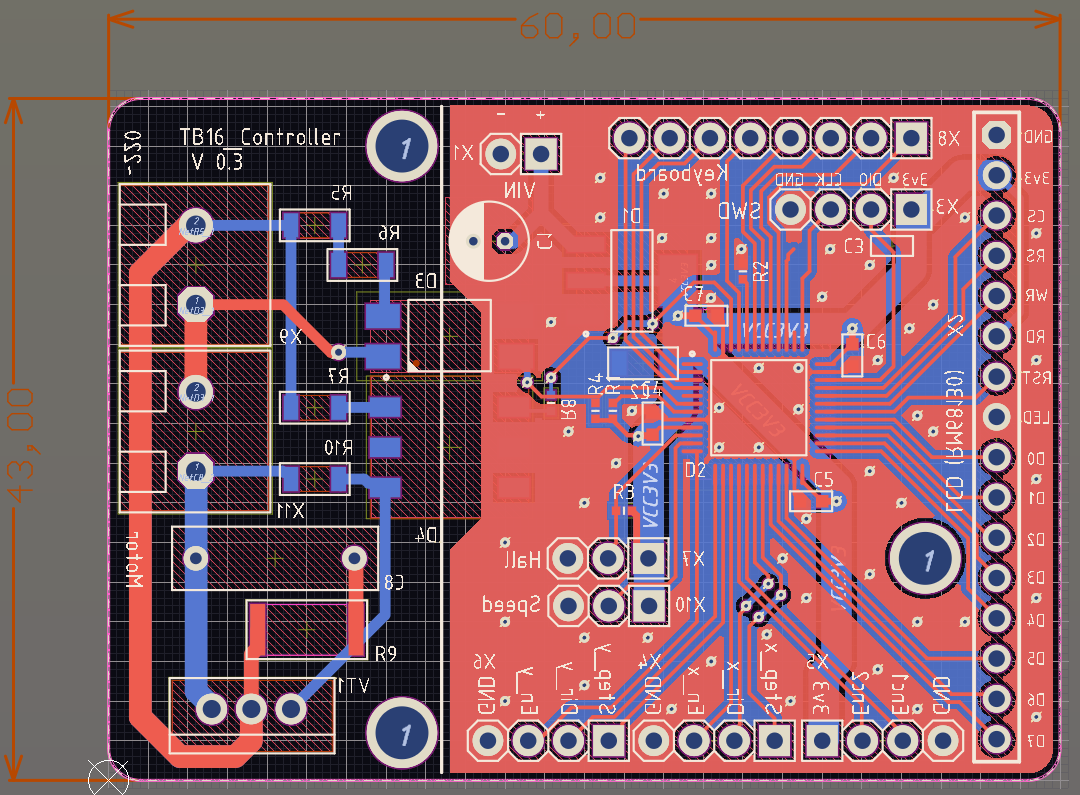 60,00
43,00
~220
TB16_Controller
V 0.3
1
X1
- +
VIN
Keyboard
X8
GND
3v3
CS
RS
WR
RD
RST
LED
D0
D1
D2
D3
D4
D5
D6
D7
X2
LCD (RM68130)
GND CLK DIO 3v3
SWD
X3
R5
R6
D3
C1
D1
R2
C3
C7
C6
X9
R7
R8
R4
R10
X11
D4
D2
R3
C5
VCC3V3
VCC3V3
Motor
C8
R9
VT1
Hall
X7
Speed
X10
1
1
X6
X4
X5
GND
En_y
Dir_y
Step_y
GND
En_x
Dir_x
Step_x
3v3
Enc2
Enc1
GND